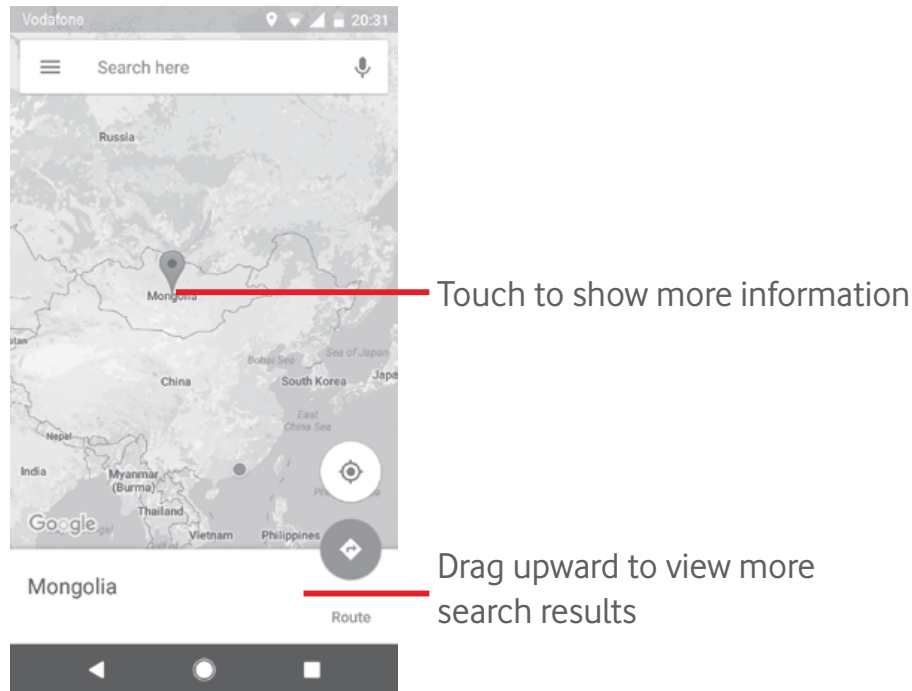 Vodafone 20:31
Search here
Russia
Mongolia
Touch to show more information
Bohai Sea
Sea of Japan
China
South Korea
Japa
East
China Sea
Nepal
India
Myanmar
(Burma)
Thailand
Google
Vietnam
Philippines
Drag upward to view more
search results
Mongolia
Route